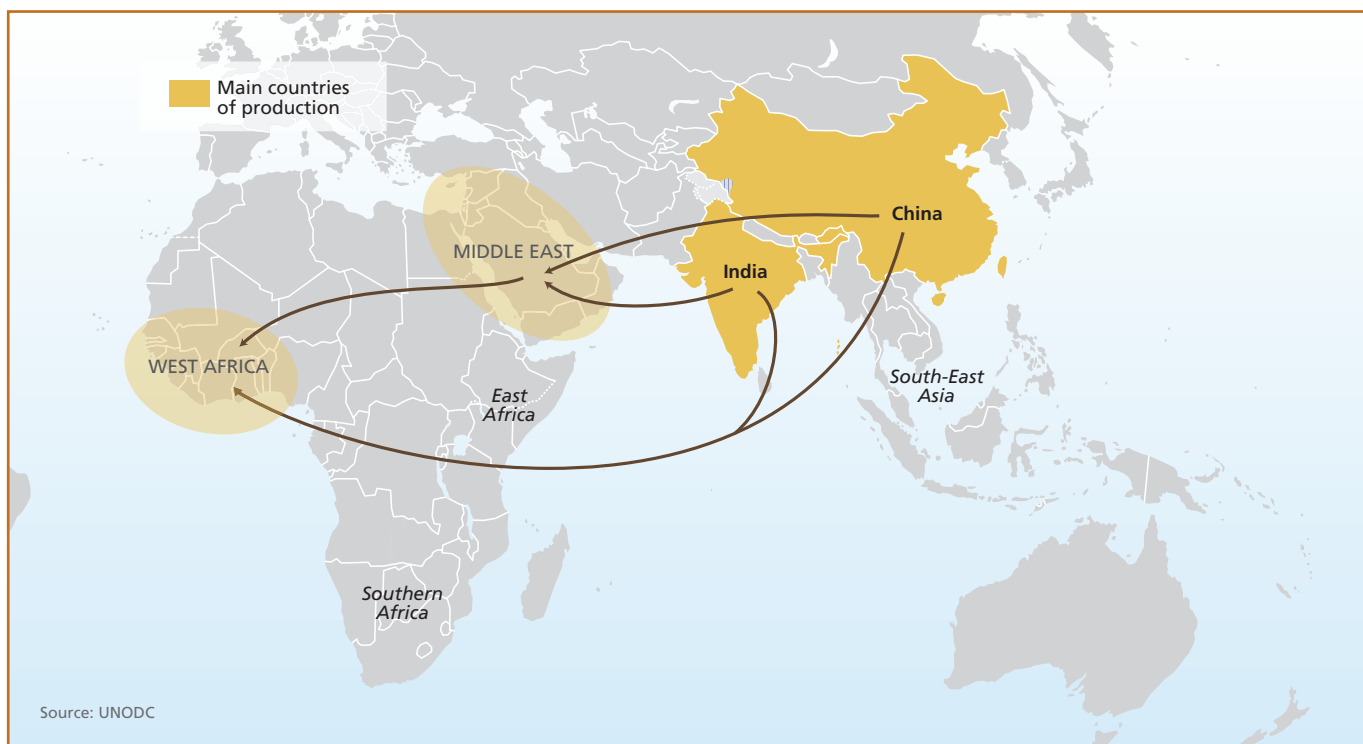 Main countries
of production
China
MIDDLE EAST
India
WEST AFRICA
South-East
Asia
East
Africa
Southern
Africa
Source: UNODC